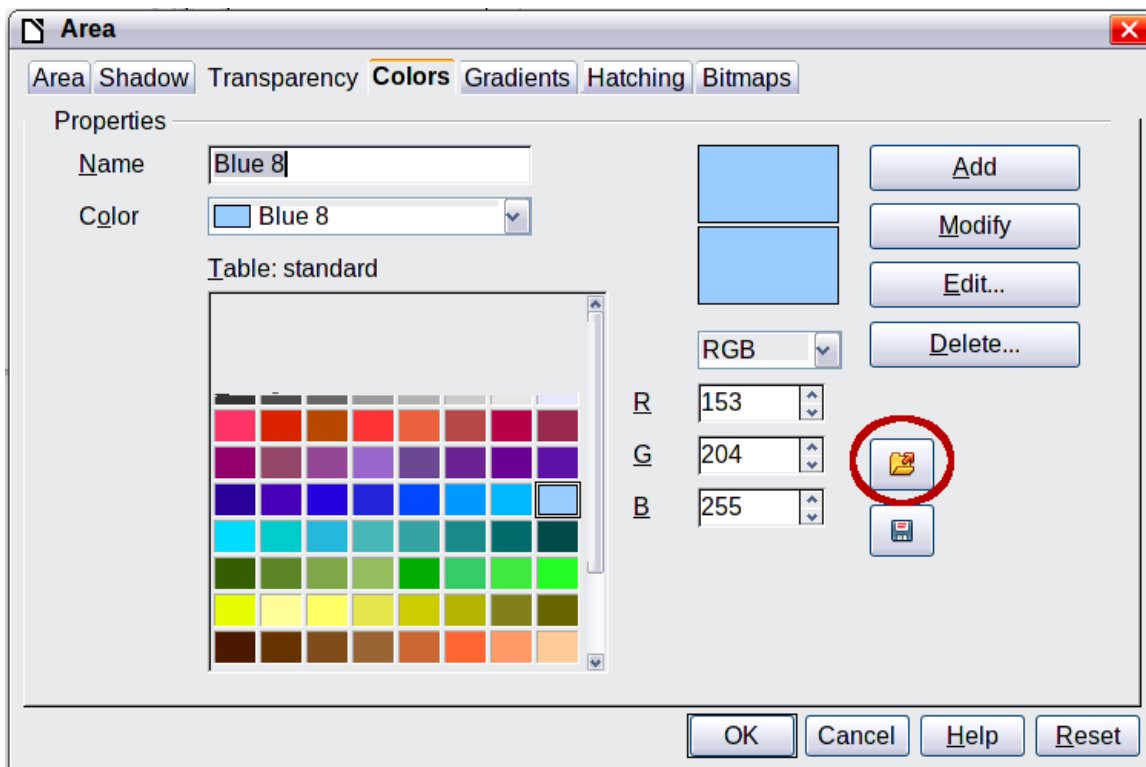 Area
Area Shadow Transparency Colors Gradients Hatching Bitmaps
Properties
Name Blue 8 Add
Color Blue 8 Modify
Table: standard Edit...
RGB Delete...
R 153
G 204
B 255
OK Cancel Help Reset